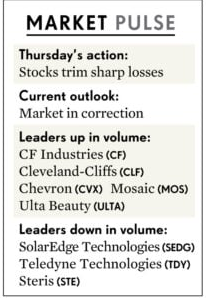 MARKET PULSE
Thursday's action:
Stocks trim sharp losses
Current outlook:
Market in correction
Leaders up in volume:
CF Industries (CF)
Cleveland-Cliffs (CLF)
Chevron (CVX) Mosaic (MOS)
Ulta Beauty (ULTA)
Leaders down in volume:
SolarEdge Technologies (SEDG)
Teledyne Technologies (TDY)
Steris (STE)